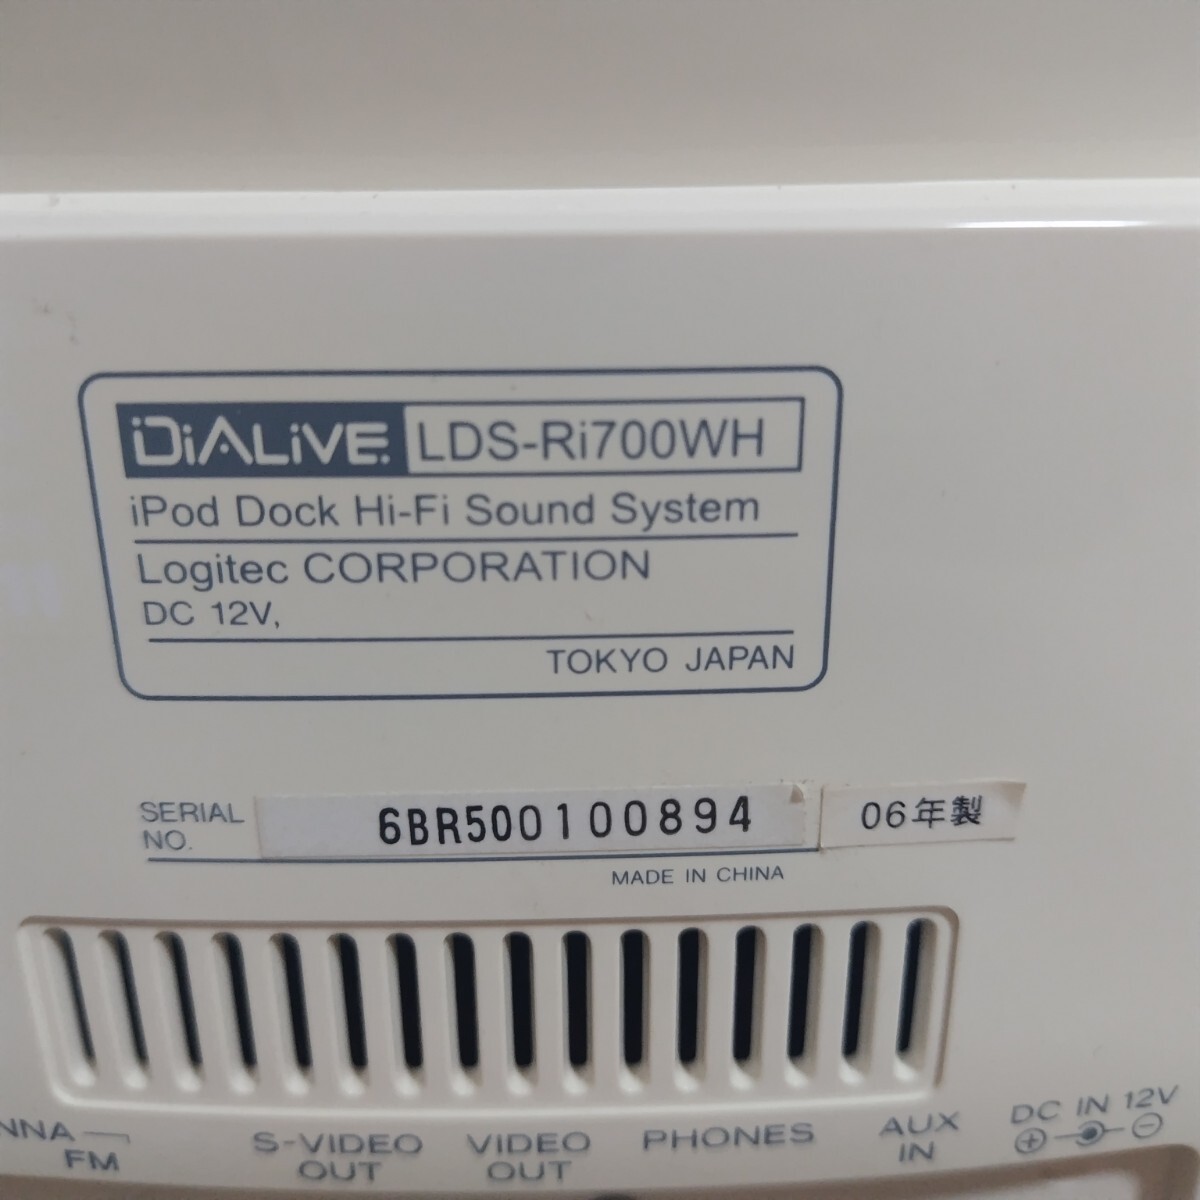 DiALiVE. LDS-Ri700WH
iPod Dock Hi-Fi Sound System
Logitec CORPORATION
DC 12V,
TOKYO JAPAN
SERIAL NO. 6BR500100894 06年製
MADE IN CHINA
NNA
FM
S-VIDEO OUT
VIDEO OUT
PHONES
AUX IN
DC IN 12V